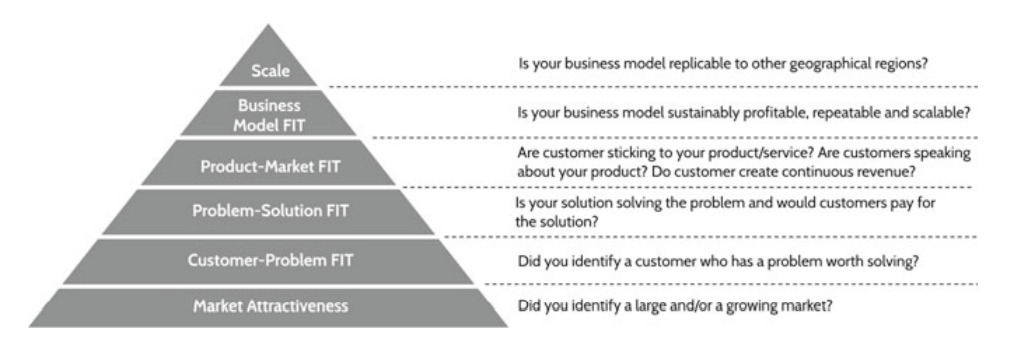 Scale
Is your business model replicable to other geographical regions?
Business
Model FIT
Is your business model sustainably profitable, repeatable and scalable?
Product-Market FIT
Are customer sticking to your product/service? Are customers speaking
about your product? Do customer create continuous revenue?
Problem-Solution FIT
Is your solution solving the problem and would customers pay for
the solution?
Customer-Problem FIT
Did you identify a customer who has a problem worth solving?
Market Attractiveness
Did you identify a large and/or a growing market?